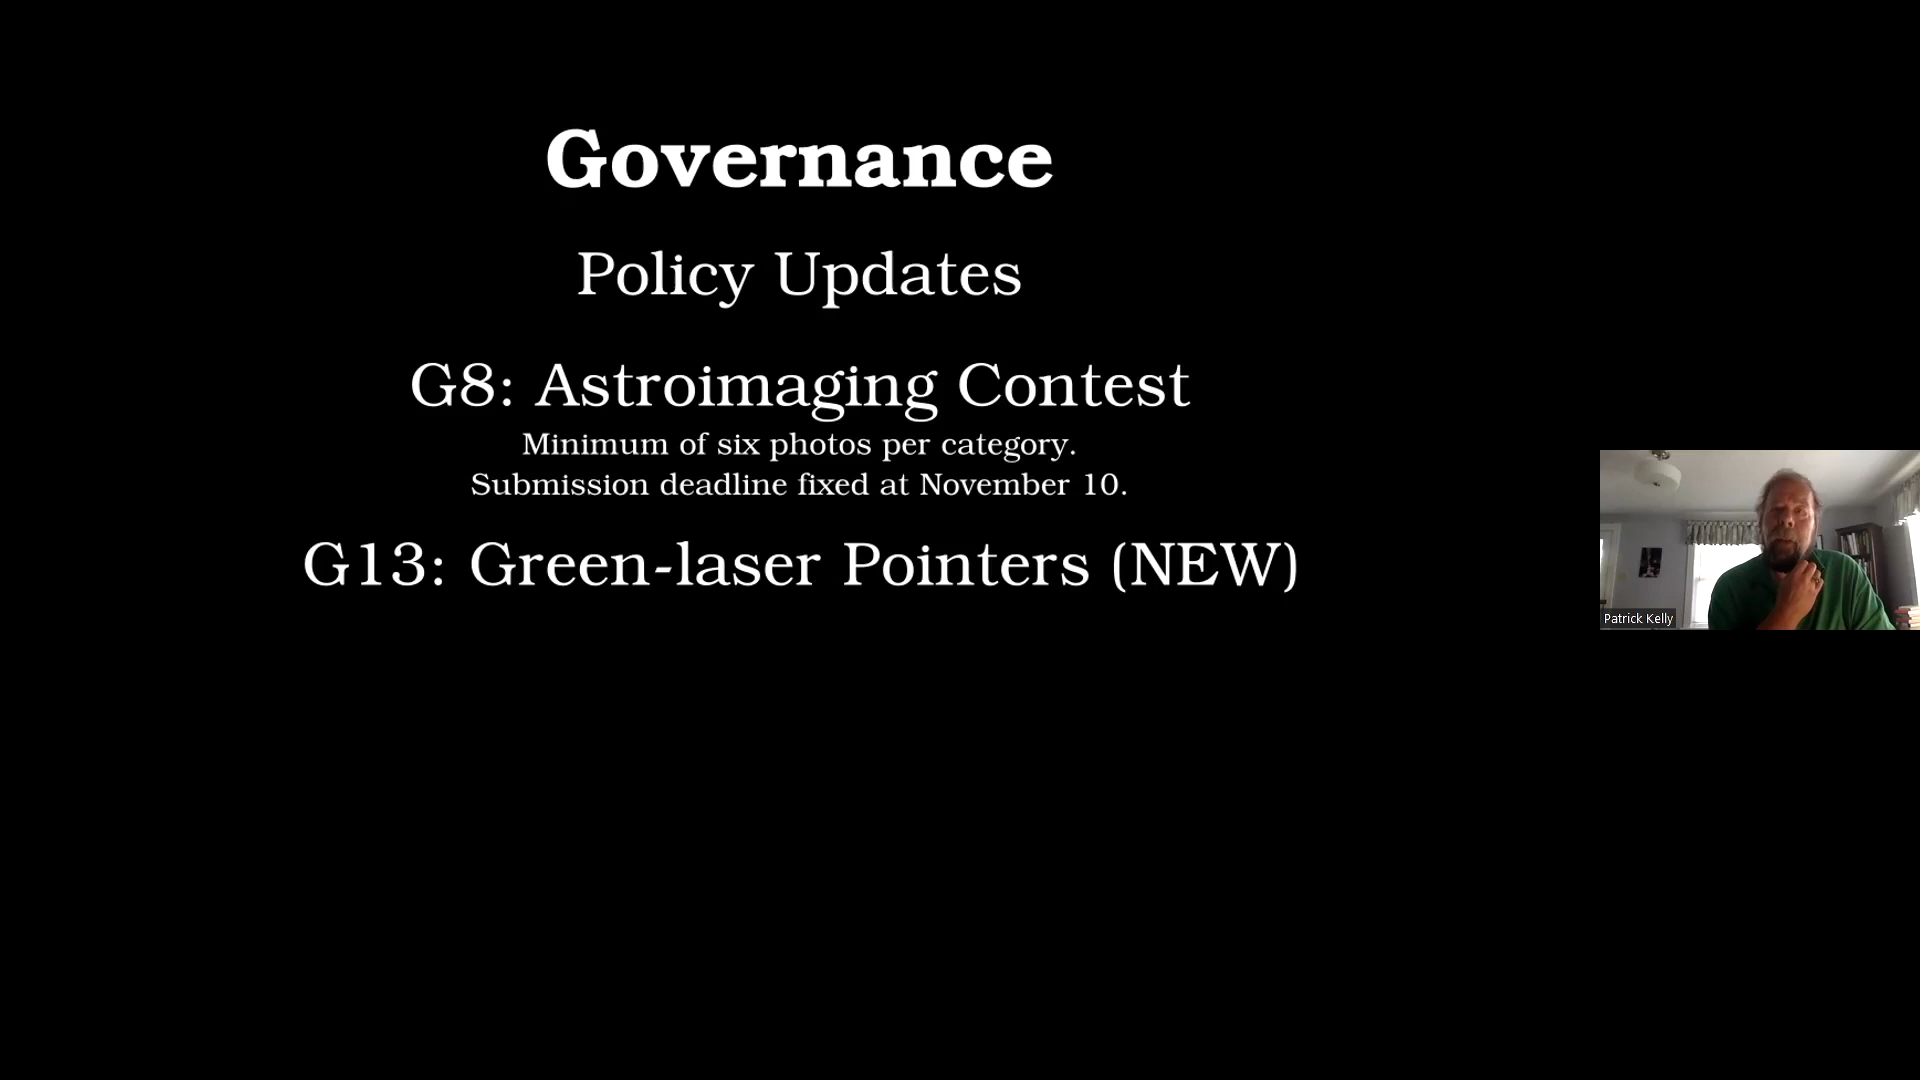 Governance
Policy Updates
G8: Astroimaging Contest
Minimum of six photos per category.
Submission deadline fixed at November 10.
G13: Green-laser Pointers (NEW)
Patrick Kelly